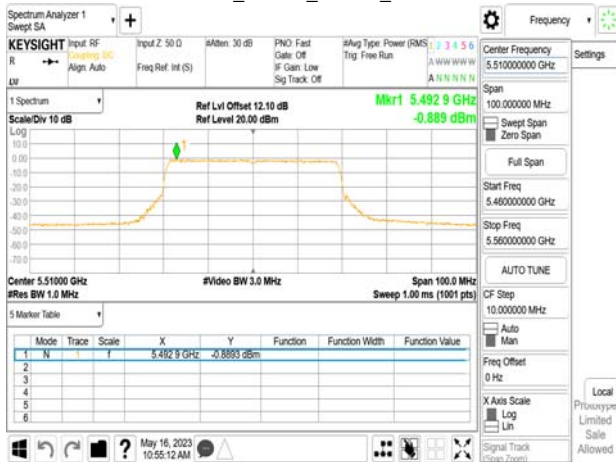 Spectrum Analyzer 1
Swept SA
+
Frequency
KEYSIGHT
R
LV
Input: RF
Coupling: DC
Align: Auto
Input Z: 50 Ω
Freq Ref: Int (S)
#Atten: 30 dB
PNO: Fast
Gate: Off
IF Gain: Low
Sig Track: Off
#Avg Type: Power (RMS
Trig: Free Run
1 2 3 4 5 6
A W W W W W
A N N N N N
1 Spectrum
Scale/Div 10 dB
Ref Lvl Offset 12.10 dB
Ref Level 20.00 dBm
Mkr1 5.492 9 GHz
-0.889 dBm
Log
10.0
0.00
-10.0
-20.0
-30.0
-40.0
-50.0
-60.0
-70.0
1
Center 5.51000 GHz
#Res BW 1.0 MHz
#Video BW 3.0 MHz
Span 100.0 MHz
Sweep 1.00 ms (1001 pts)
5 Marker Table
Mode Trace Scale X Y Function Function Width Function Value
1 N 1 f 5.492 9 GHz -0.8893 dBm
2
3
4
5
6
May 16, 2023
10:55:12 AM
Center Frequency
5.510000000 GHz
Span
100.000000 MHz
Swept Span
Zero Span
Full Span
Start Freq
5.460000000 GHz
Stop Freq
5.560000000 GHz
AUTO TUNE
CF Step
10.000000 MHz
Auto
Man
Freq Offset
0 Hz
X Axis Scale
Log
Lin
Signal Track
(Span Zoom)
Settings
Local
Prototype
Limited
Sale
Allowed